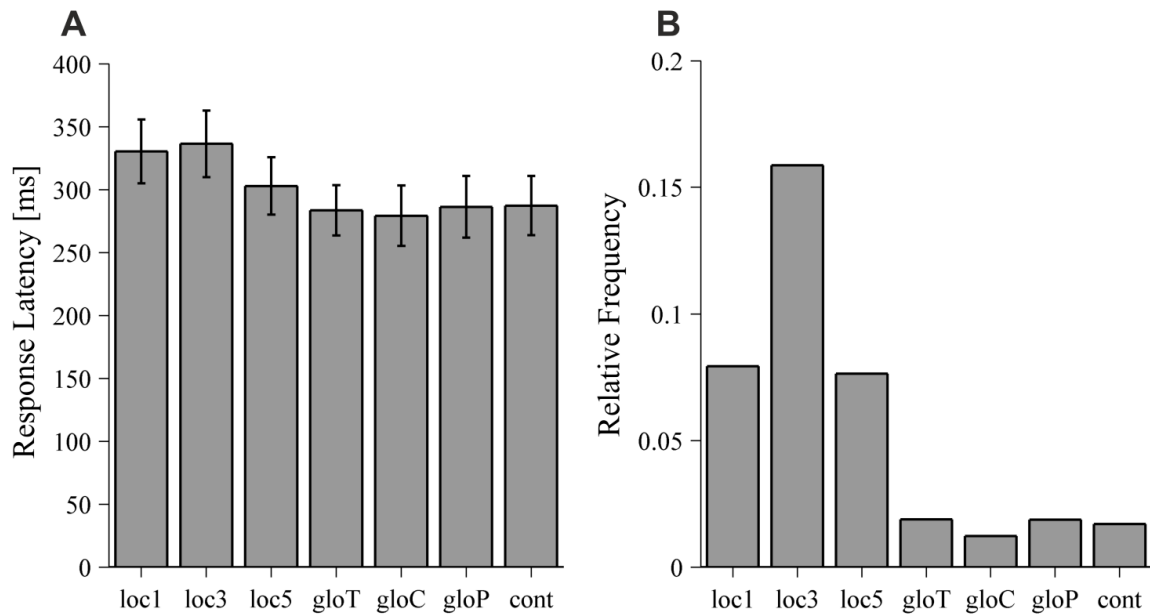 A
Response Latency [ms]
400
350
300
250
200
150
100
50
0
loc1 loc3 loc5 gloT gloC gloP cont
B
Relative Frequency
0.2
0.15
0.1
0.05
0
loc1 loc3 loc5 gloT gloC gloP cont